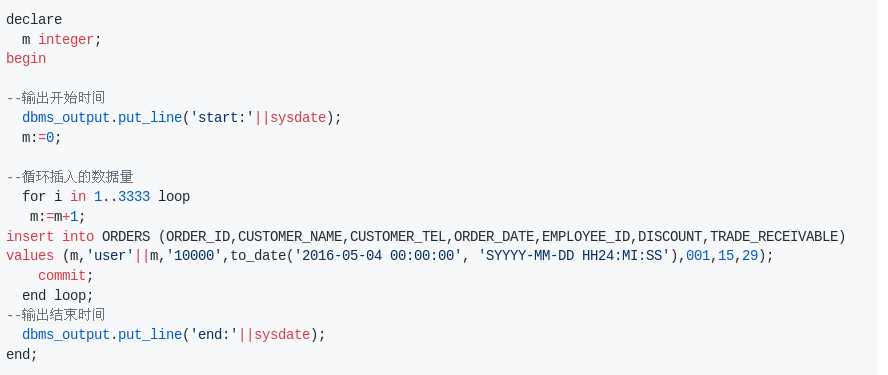 declare
  m integer;
begin
--输出开始时间
  dbms_output.put_line('start:'||sysdate);
  m:=0;
--循环插入的数据量
  for i in 1..3333 loop
   m:=m+1;
insert into ORDERS (ORDER_ID,CUSTOMER_NAME,CUSTOMER_TEL,ORDER_DATE,EMPLOYEE_ID,DISCOUNT,TRADE_RECEIVABLE)
values (m,'user'||m,'10000',to_date('2016-05-04 00:00:00', 'SYYYY-MM-DD HH24:MI:SS'),001,15,29);
    commit;
  end loop;
--输出结束时间
  dbms_output.put_line('end:'||sysdate);
end;